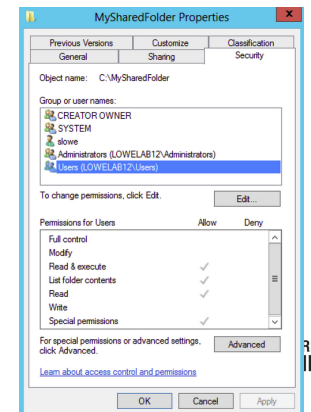 MySharedFolder Properties
Previous Versions Customize Classification
General Sharing Security
Object name: C:\MySharedFolder
Group or user names:
CREATOR OWNER
SYSTEM
slowe
Administrators (LOWELAB12\Administrators)
Users (LOWELAB12\Users)
To change permissions, click Edit.
Edit...
Permissions for Users Allow Deny
Full control
Modify
Read & execute
List folder contents
Read
Write
Special permissions
For special permissions or advanced settings,
click Advanced.
Advanced
Learn about access control and permissions
OK Cancel Apply